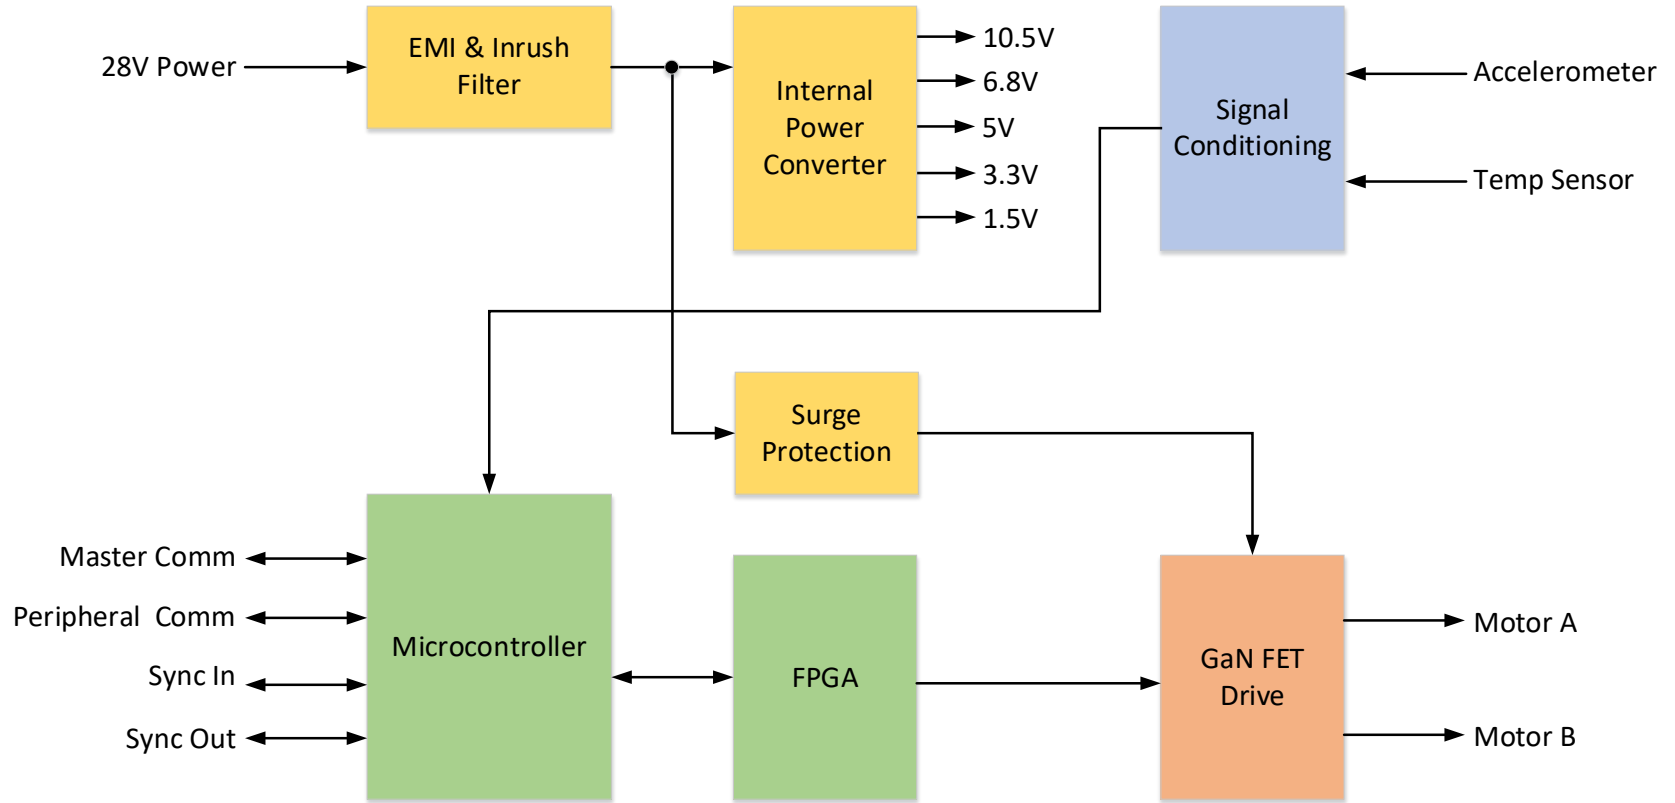 28V Power
EMI & Inrush
Filter
Internal
Power
Converter
10.5V
6.8V
5V
3.3V
1.5V
Signal
Conditioning
Accelerometer
Temp Sensor
Surge
Protection
Master Comm
Peripheral  Comm
Sync In
Sync Out
Microcontroller
FPGA
GaN FET
Drive
Motor A
Motor B